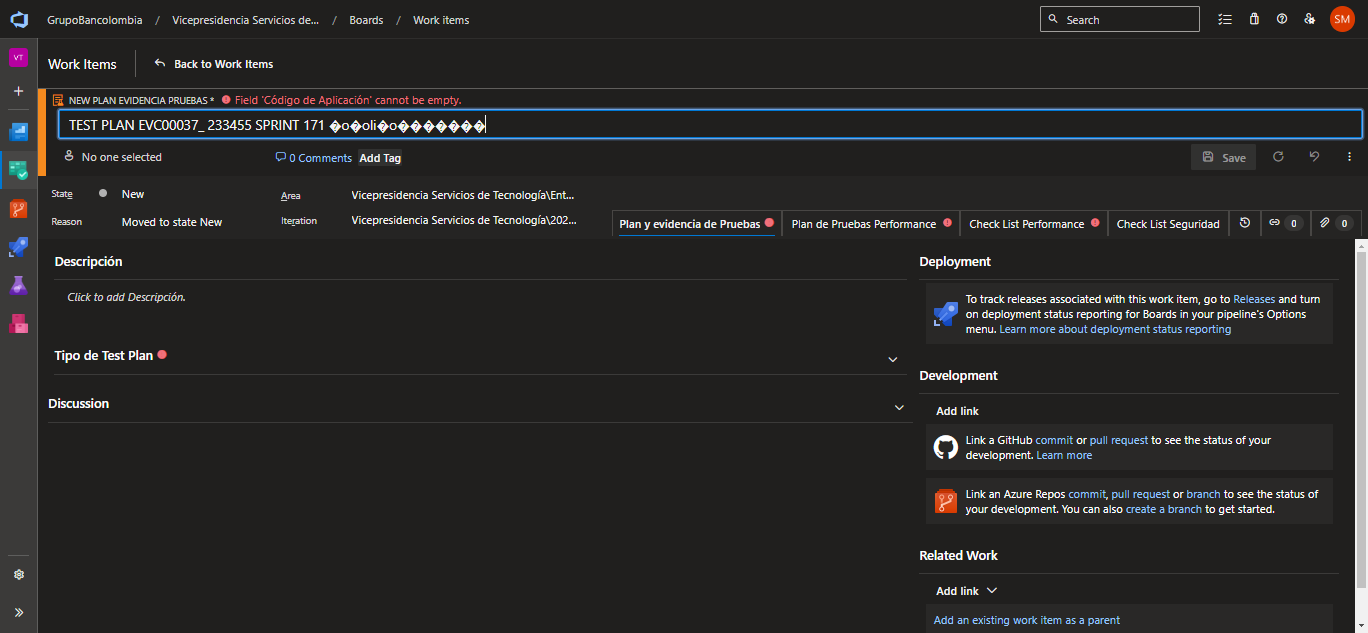 GrupoBancolombia / Vicepresidencia Servicios de... / Boards / Work items
Search
SM
VT
Work Items
Back to Work Items
NEW PLAN EVIDENCIA PRUEBAS * Field 'Código de Aplicación' cannot be empty.
TEST PLAN EVC00037_ 233455 SPRINT 171 �o�oli�o�������
No one selected
0 Comments
Add Tag
Save
State
New
Area
Vicepresidencia Servicios de Tecnología\Ent...
Reason
Moved to state New
Iteration
Vicepresidencia Servicios de Tecnología\202...
Plan y evidencia de Pruebas
Plan de Pruebas Performance
Check List Performance
Check List Seguridad
0
0
Descripción
Click to add Descripción.
Tipo de Test Plan
Discussion
Deployment
To track releases associated with this work item, go to Releases and turn
on deployment status reporting for Boards in your pipeline's Options
menu. Learn more about deployment status reporting
Development
Add link
Link a GitHub commit or pull request to see the status of your
development. Learn more
Link an Azure Repos commit, pull request or branch to see the status of
your development. You can also create a branch to get started.
Related Work
Add link
Add an existing work item as a parent